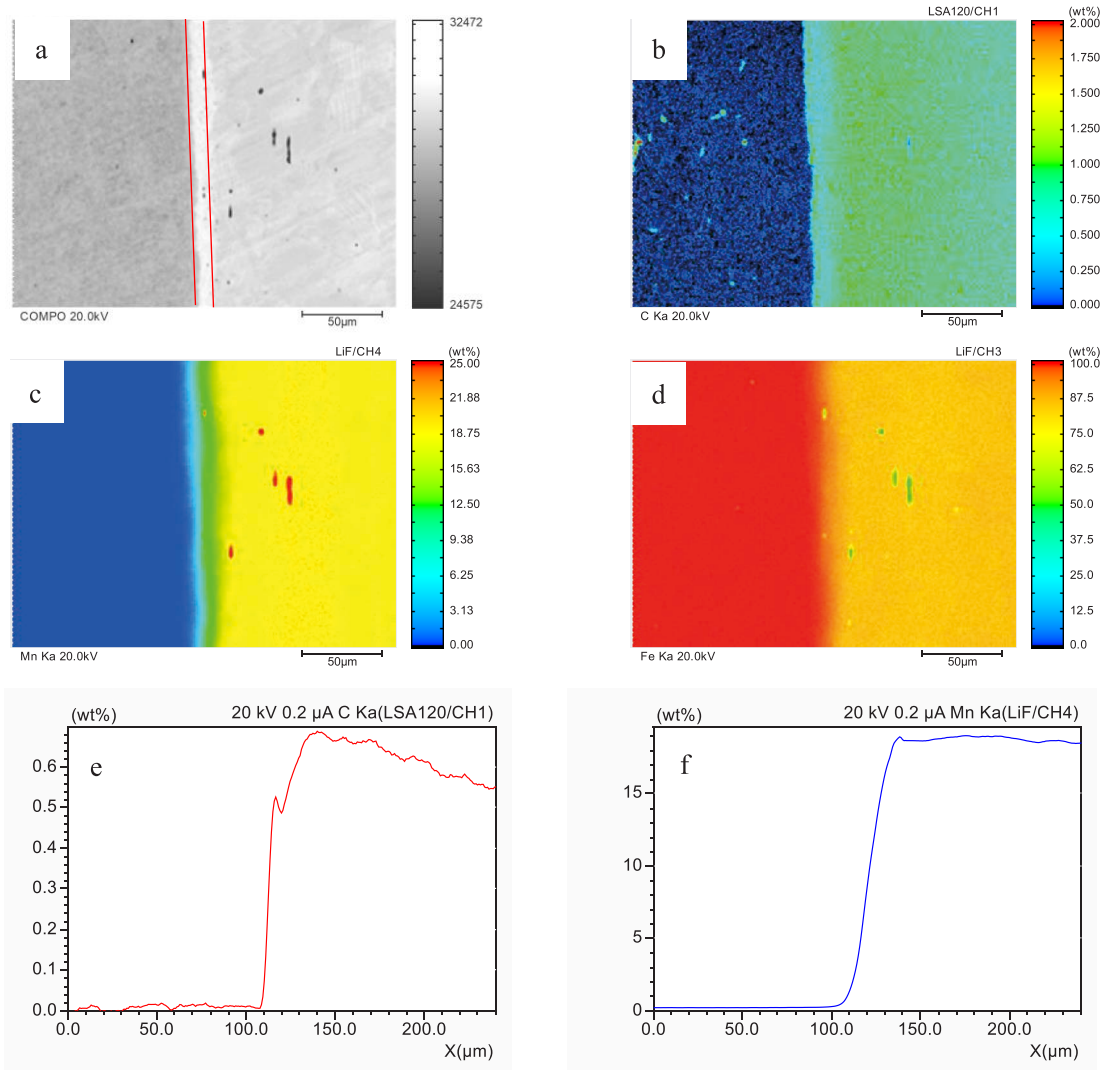 a
32472
24575
COMPO 20.0kV
50µm
LSA120/CH1
(wt%)
b
2.000
1.750
1.500
1.250
1.000
0.750
0.500
0.250
0.000
C Ka 20.0kV
50µm
LiF/CH4
(wt%)
c
25.00
21.88
18.75
15.63
12.50
9.38
6.25
3.13
0.00
Mn Ka 20.0kV
50µm
LiF/CH3
(wt%)
d
100.0
87.5
75.0
62.5
50.0
37.5
25.0
12.5
0.0
Fe Ka 20.0kV
50µm
(wt%)
20 kV 0.2 µA C Ka(LSA120/CH1)
e
0.6
0.5
0.4
0.3
0.2
0.1
0.0
0.0 50.0 100.0 150.0 200.0
X(µm)
(wt%)
20 kV 0.2 µA Mn Ka(LiF/CH4)
f
15
10
5
0
0.0 50.0 100.0 150.0 200.0
X(µm)